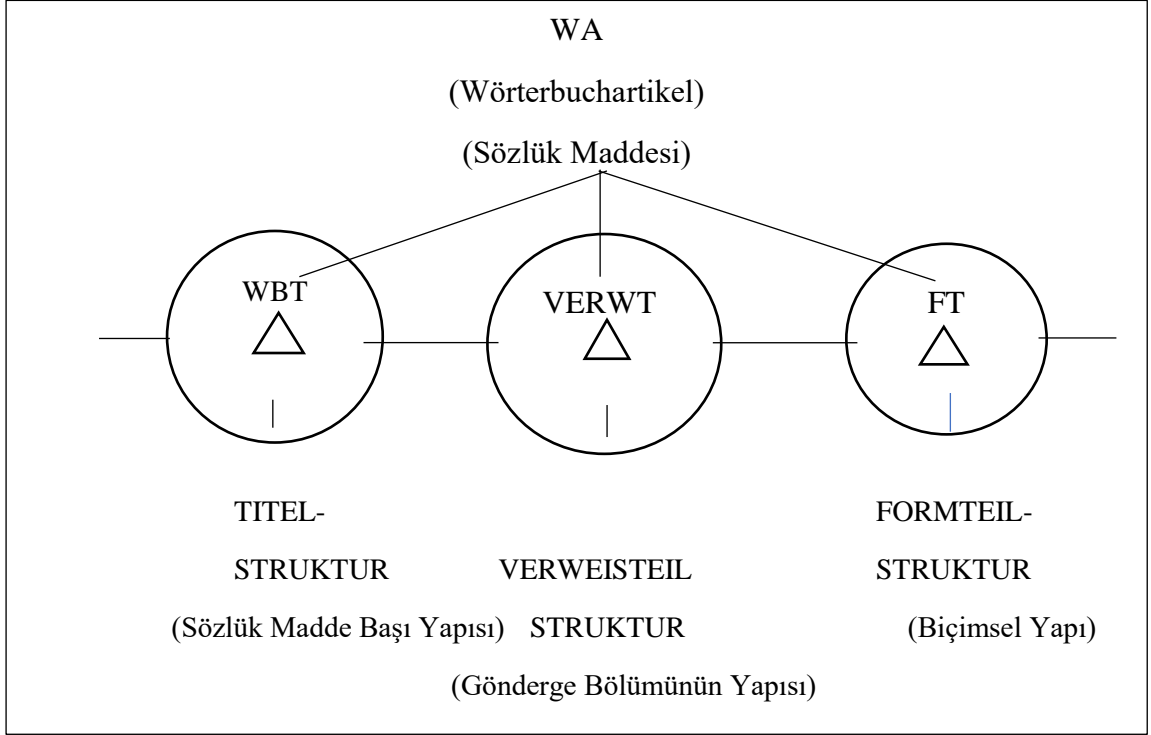 WA
(Wörterbuchartikel)
(Sözlük Maddesi)
WBT
VERWT
FT
TITEL-
STRUKTUR
(Sözlük Madde Başı Yapısı)
VERWEISTEIL
STRUKTUR
(Gönderge Bölümünün Yapısı)
FORMTEIL-
STRUKTUR
(Biçimsel Yapı)